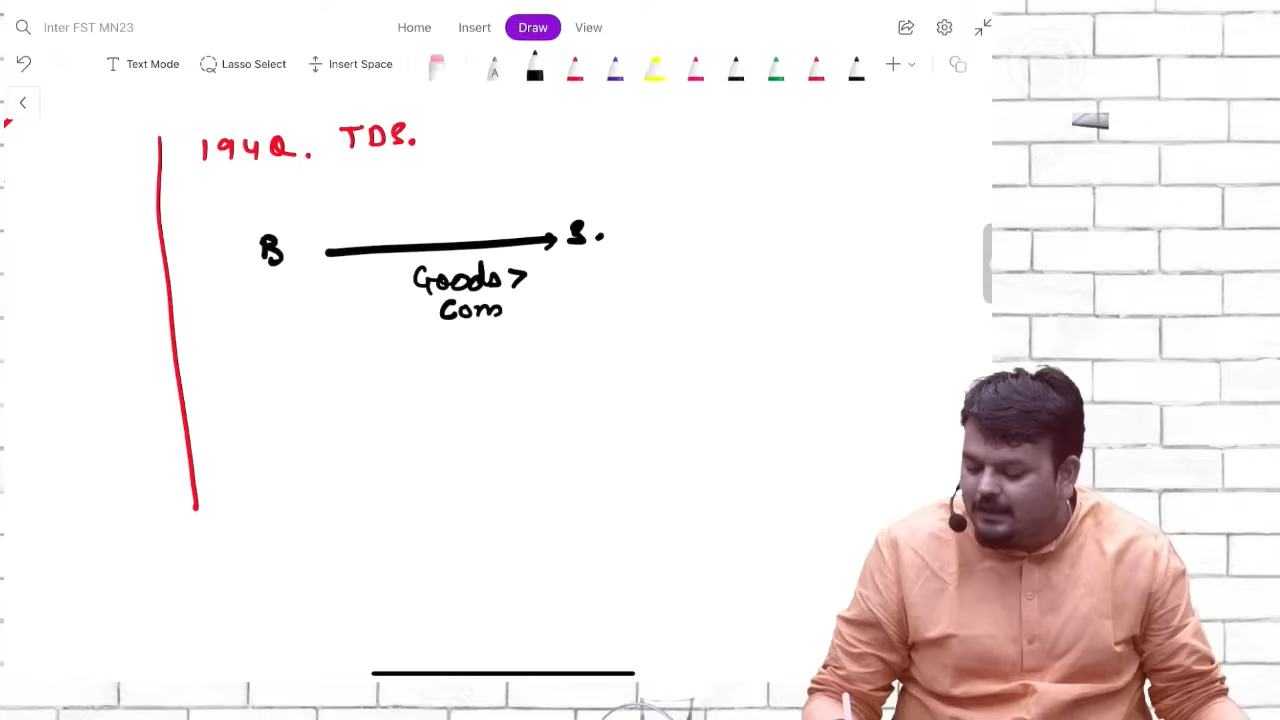 Inter FST MN23
Home Insert Draw View
Text Mode Lasso Select Insert Space
A
194Q. TDS.
B S.
Goods >
Com